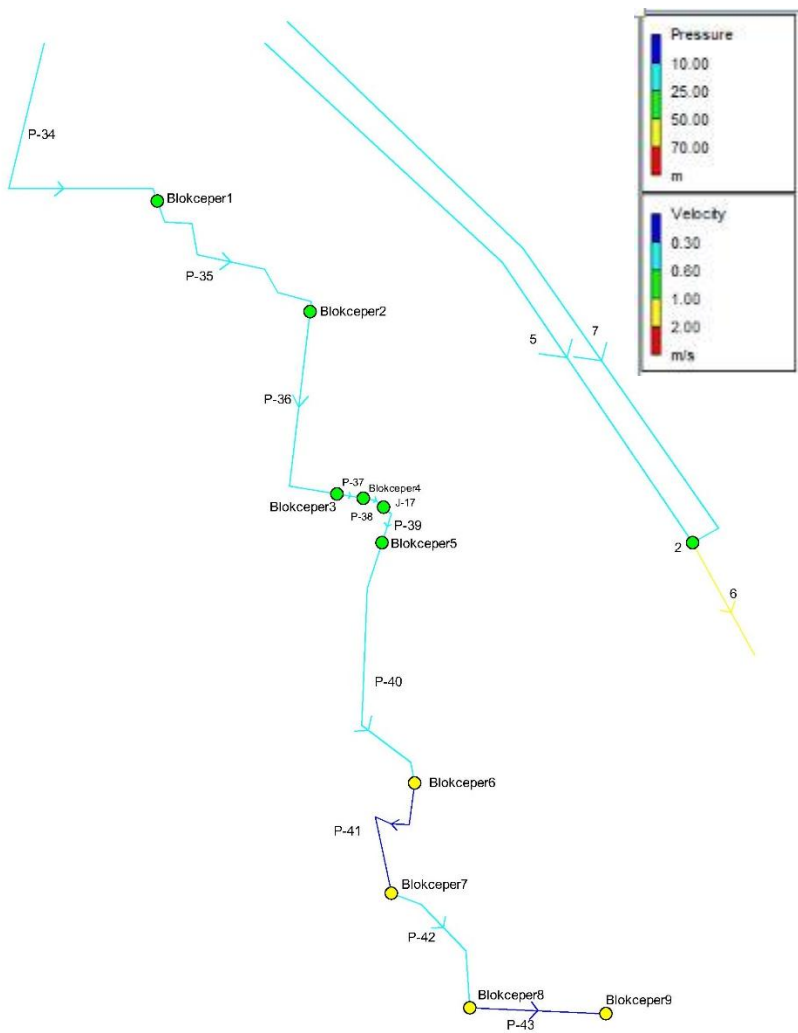 Pressure
10.00
25.00
50.00
70.00
m
Velocity
0.30
0.60
1.00
2.00
m/s
P-34
Blokceper1
P-35
Blokceper2
5
7
P-36
P-37
Blokceper4
Blokceper3
J-17
P-38
P-39
Blokceper5
2
6
P-40
Blokceper6
P-41
Blokceper7
P-42
Blokceper8
Blokceper9
P-43